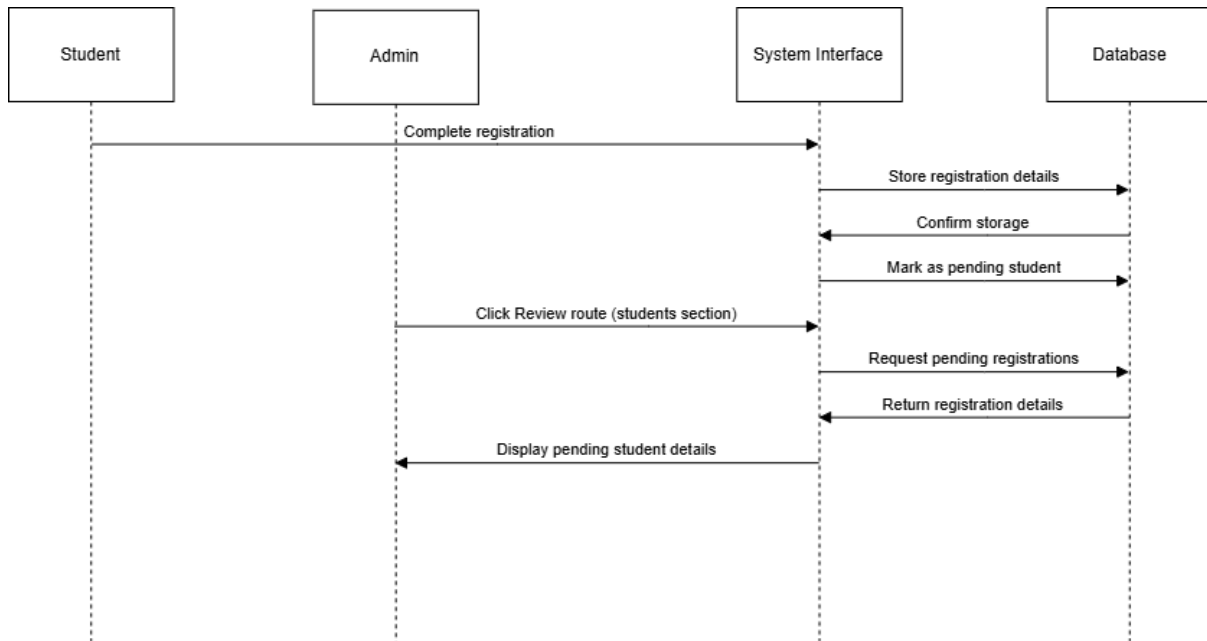 Student
Admin
System Interface
Database
Complete registration
Store registration details
Confirm storage
Mark as pending student
Click Review route (students section)
Request pending registrations
Return registration details
Display pending student details